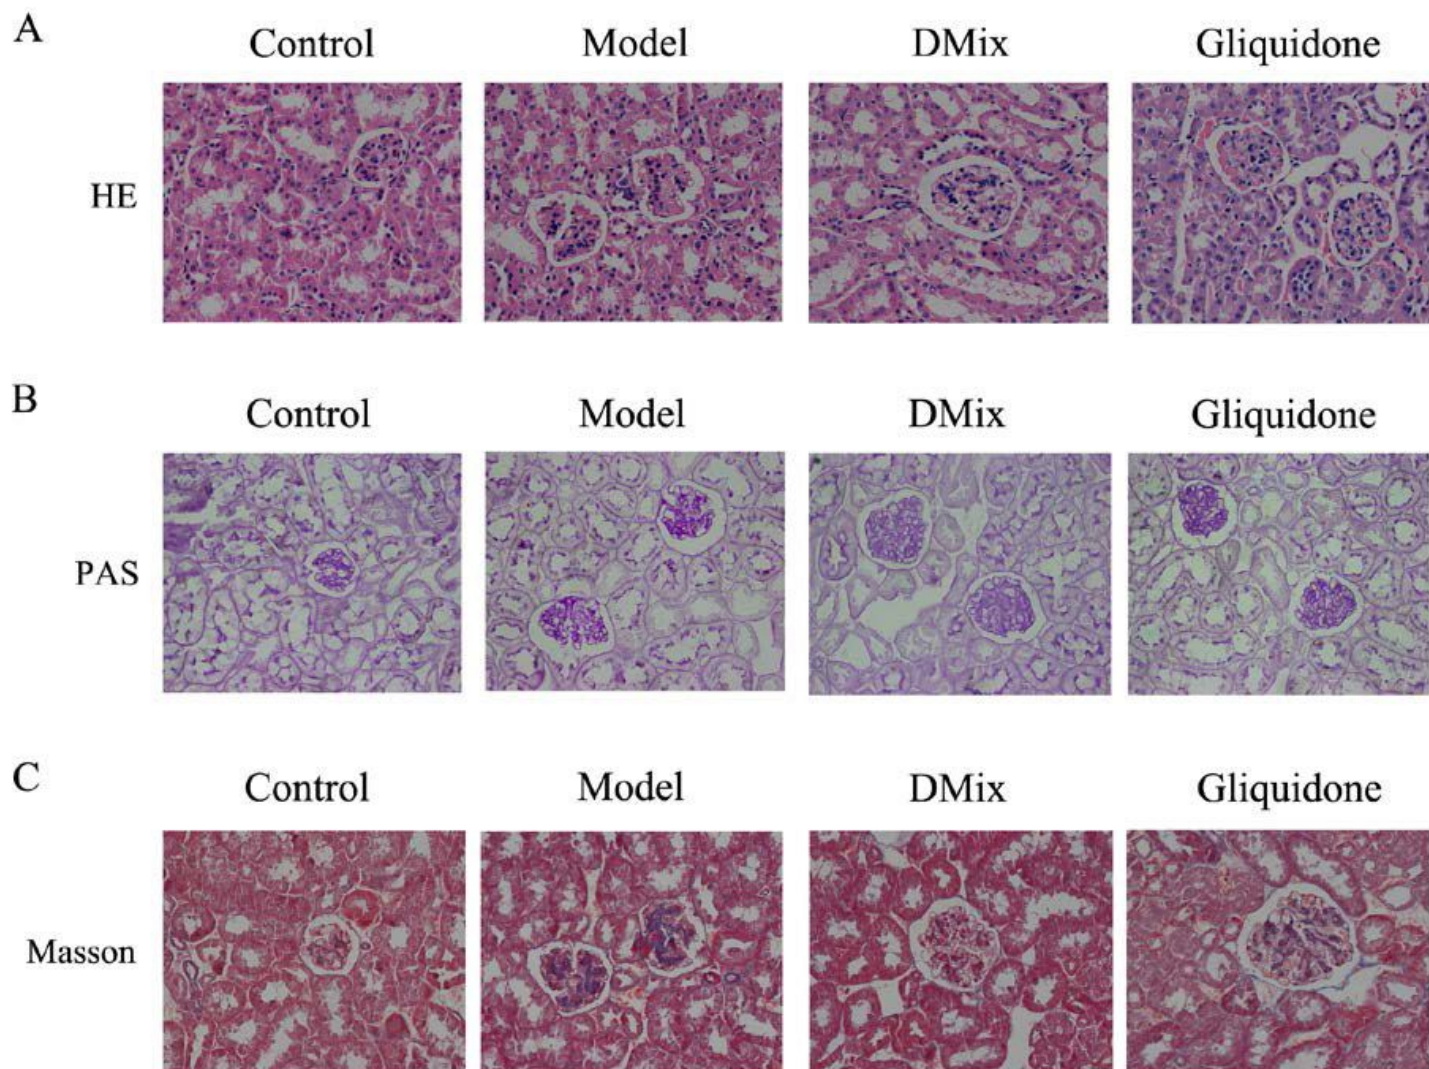 A
Control Model DMix Gliquidone
HE
B
Control Model DMix Gliquidone
PAS
C
Control Model DMix Gliquidone
Masson